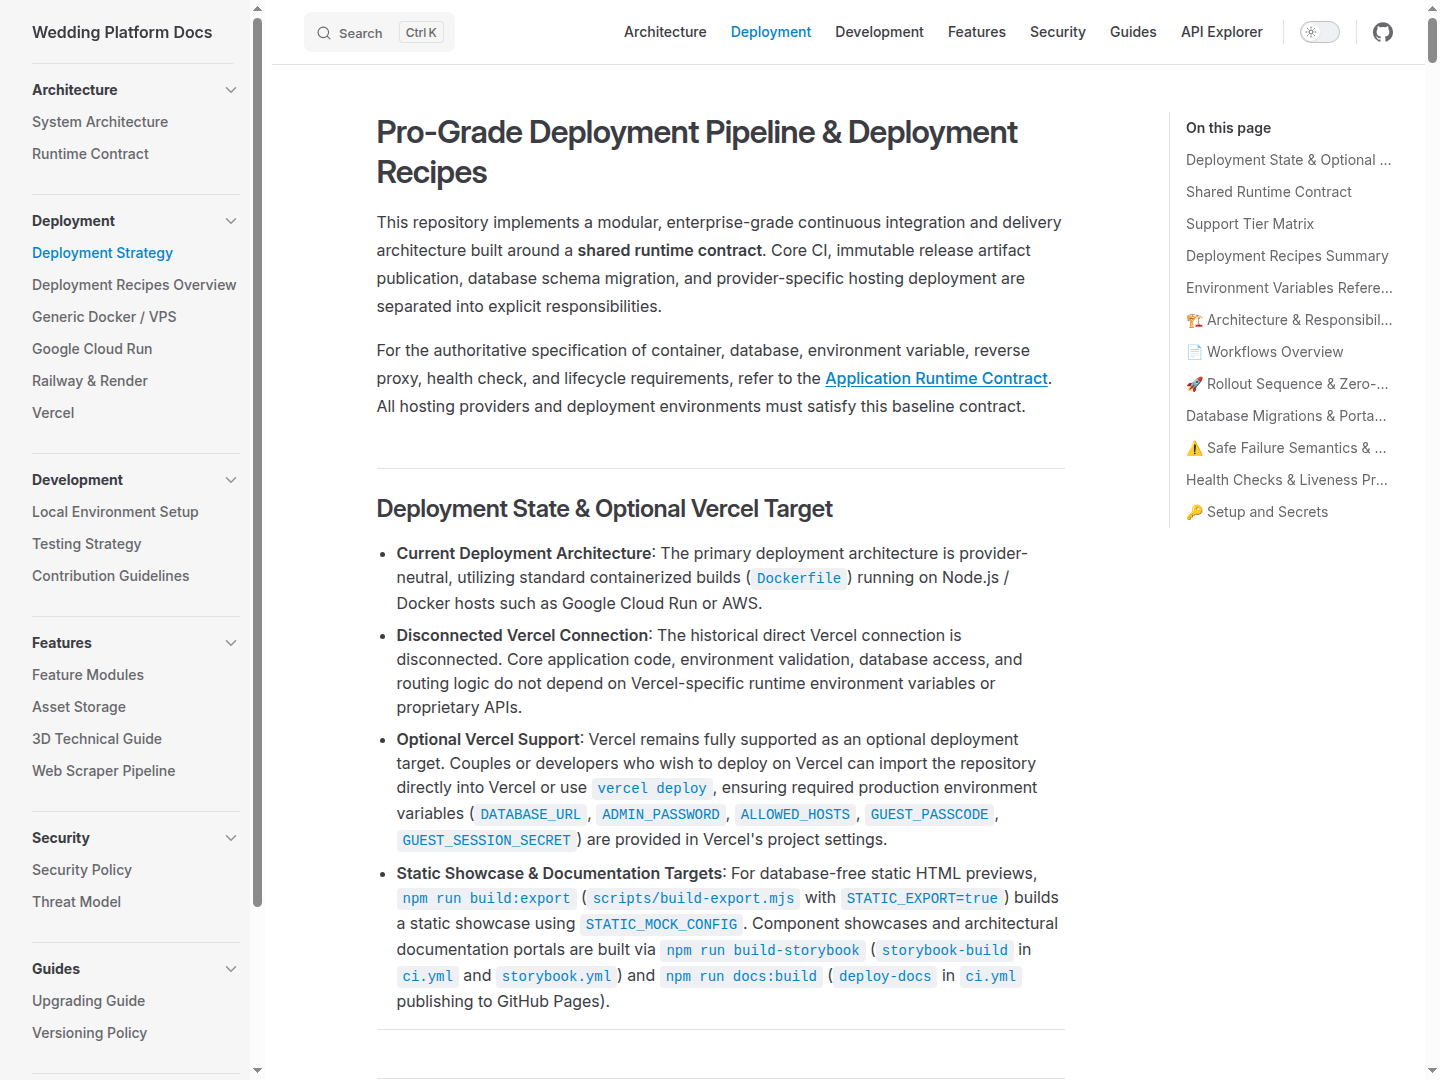 Wedding Platform Docs
Search
Ctrl K
Architecture
Deployment
Development
Features
Security
Guides
API Explorer
Architecture
System Architecture
Runtime Contract
Deployment
Deployment Strategy
Deployment Recipes Overview
Generic Docker / VPS
Google Cloud Run
Railway & Render
Vercel
Development
Local Environment Setup
Testing Strategy
Contribution Guidelines
Features
Feature Modules
Asset Storage
3D Technical Guide
Web Scraper Pipeline
Security
Security Policy
Threat Model
Guides
Upgrading Guide
Versioning Policy
Pro-Grade Deployment Pipeline & Deployment
Recipes
This repository implements a modular, enterprise-grade continuous integration and delivery
architecture built around a shared runtime contract. Core CI, immutable release artifact
publication, database schema migration, and provider-specific hosting deployment are
separated into explicit responsibilities.
For the authoritative specification of container, database, environment variable, reverse
proxy, health check, and lifecycle requirements, refer to the Application Runtime Contract.
All hosting providers and deployment environments must satisfy this baseline contract.
Deployment State & Optional Vercel Target
• Current Deployment Architecture: The primary deployment architecture is provider-
neutral, utilizing standard containerized builds ( Dockerfile ) running on Node.js /
Docker hosts such as Google Cloud Run or AWS.
• Disconnected Vercel Connection: The historical direct Vercel connection is
disconnected. Core application code, environment validation, database access, and
routing logic do not depend on Vercel-specific runtime environment variables or
proprietary APIs.
• Optional Vercel Support: Vercel remains fully supported as an optional deployment
target. Couples or developers who wish to deploy on Vercel can import the repository
directly into Vercel or use vercel deploy , ensuring required production environment
variables ( DATABASE_URL , ADMIN_PASSWORD , ALLOWED_HOSTS , GUEST_PASSCODE ,
GUEST_SESSION_SECRET ) are provided in Vercel's project settings.
• Static Showcase & Documentation Targets: For database-free static HTML previews,
npm run build:export ( scripts/build-export.mjs with STATIC_EXPORT=true ) builds
a static showcase using STATIC_MOCK_CONFIG . Component showcases and architectural
documentation portals are built via npm run build-storybook ( storybook-build in
ci.yml and storybook.yml ) and npm run docs:build ( deploy-docs in ci.yml
publishing to GitHub Pages).
On this page
Deployment State & Optional ...
Shared Runtime Contract
Support Tier Matrix
Deployment Recipes Summary
Environment Variables Refere...
🏗️ Architecture & Responsibil...
📄 Workflows Overview
🚀 Rollout Sequence & Zero-...
Database Migrations & Porta...
⚠️ Safe Failure Semantics & ...
Health Checks & Liveness Pr...
🔑 Setup and Secrets